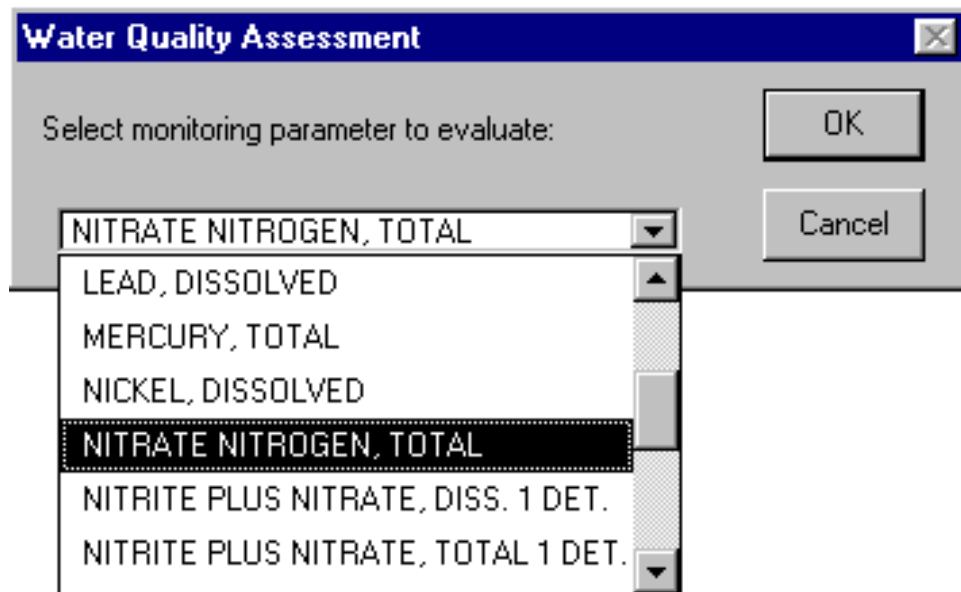 Water Quality Assessment
Select monitoring parameter to evaluate:
OK
NITRATE NITROGEN, TOTAL
Cancel
LEAD, DISSOLVED
MERCURY, TOTAL
NICKEL, DISSOLVED
NITRATE NITROGEN, TOTAL
NITRITE PLUS NITRATE, DISS. 1 DET.
NITRITE PLUS NITRATE, TOTAL 1 DET.